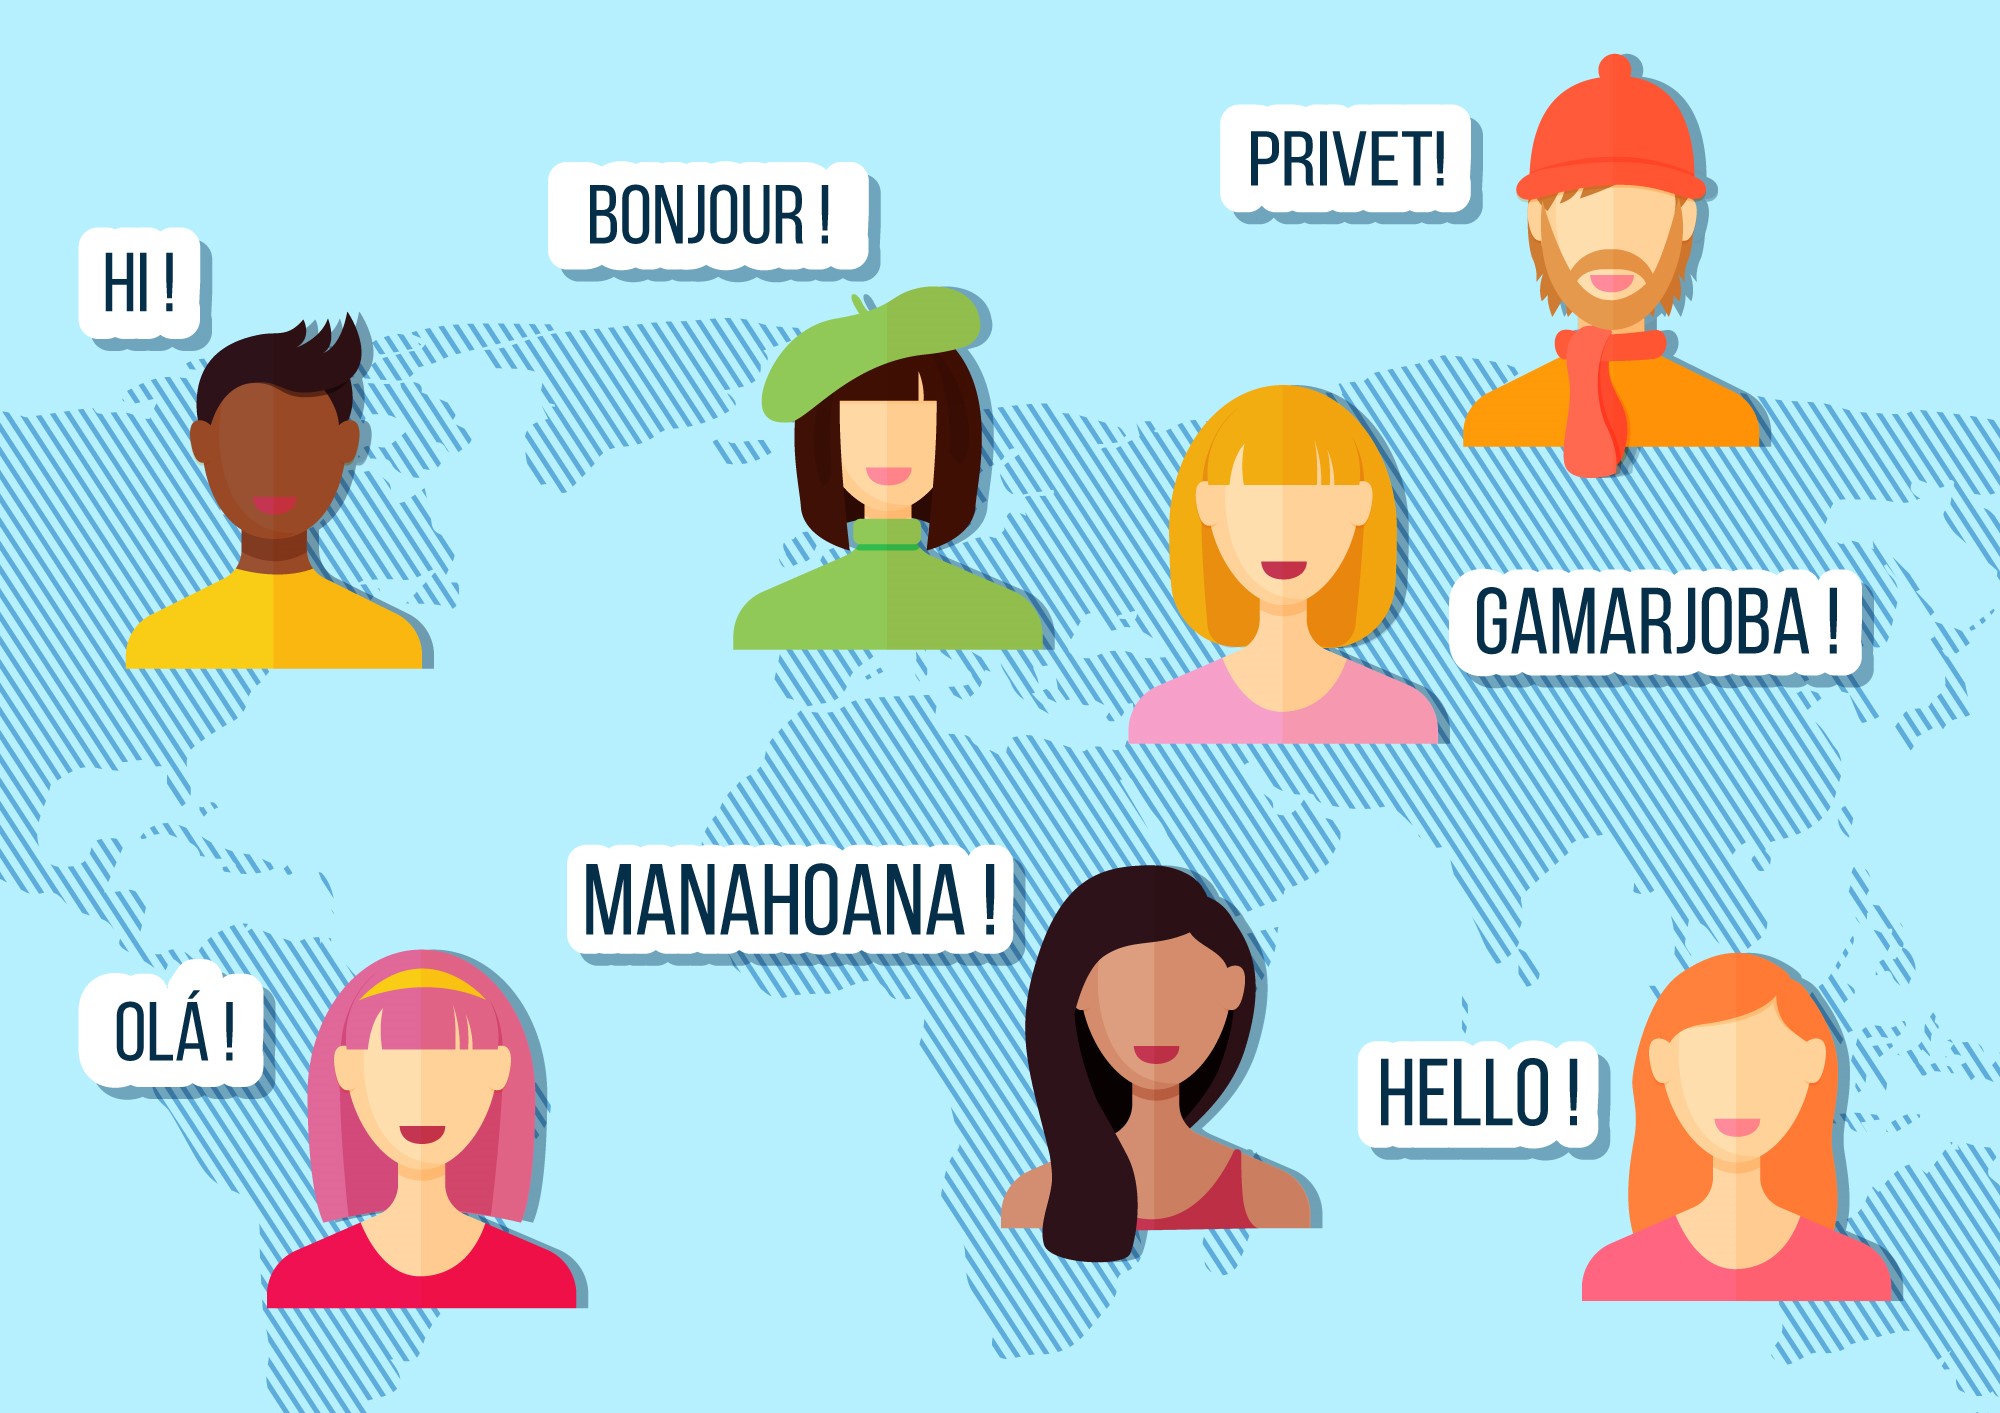 PRIVET!
BONJOUR !
HI !
GAMARJOBA !
MANAHOANA !
OLÁ !
HELLO !